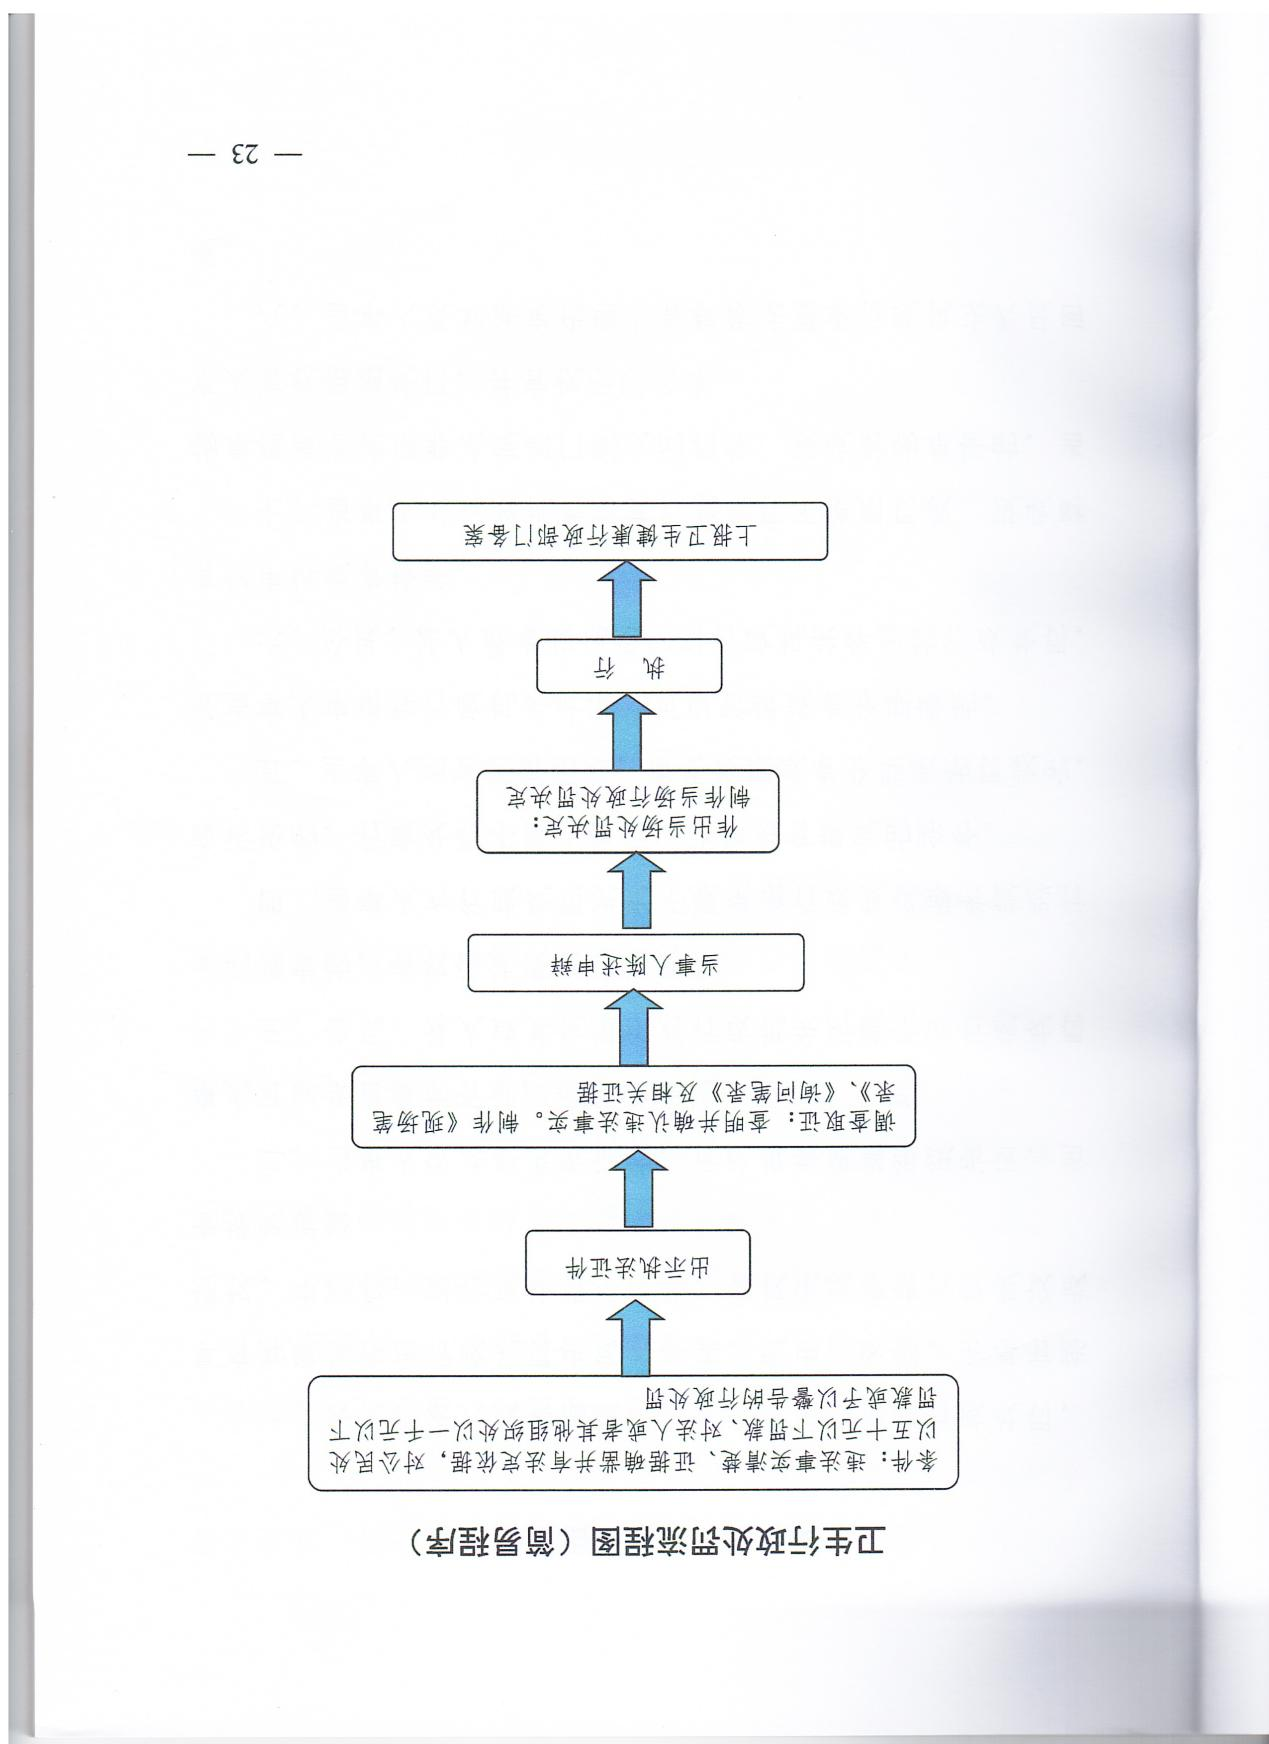 卫生行政处罚流程图（简易程序）
条件：违法事实清楚、证据确凿并有法定依据，对公民处
以五十元以下罚款、对法人或者其他组织处以一千元以下
罚款或予以警告的行政处罚
出示执法证件
调查取证：查明并确认违法事实。制作《现场笔
录》、《询问笔录》及相关证据
当事人陈述申辩
作出当场处罚决定：
制作当场行政处罚决定
执 行
上报卫生健康行政部门备案
— 23 —